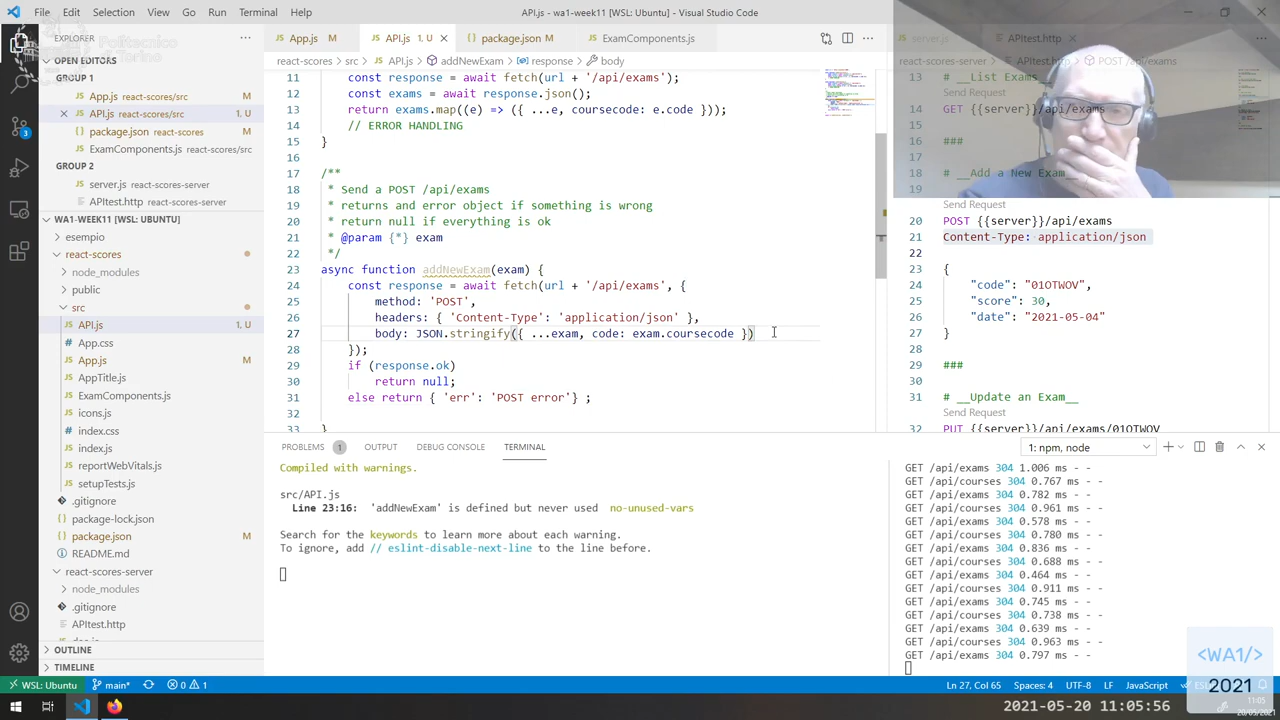 File Edit Selection View Go Run Terminal Help
API.js - wa1-week11 [WSL: Ubuntu] - Visual Studio Code
EXPLORER
Politecnico
OPEN EDITORS
GROUP 1
App.js react-scores/src M
API.js react-scores/src 1, U
package.json react-scores M
ExamComponents.js react-scores/src
GROUP 2
server.js react-scores-server
APItest.http react-scores-server
WA1-WEEK11 [WSL: UBUNTU]
esempio
react-scores
node_modules
public
src
API.js 1, U
App.css
App.js M
AppTitle.js
ExamComponents.js
icons.js
index.css
index.js
reportWebVitals.js
setupTests.js
.gitignore
package-lock.json
package.json M
README.md
react-scores-server
node_modules
.gitignore
APItest.http
OUTLINE
TIMELINE
App.js M
API.js 1, U
package.json M
ExamComponents.js
react-scores > src > API.js > addNewExam > response > body
11 const response = await fetch(url + '/api/exams');
12 const exams = await response.json();
13 return exams.map((e) => ({ ...e, coursecode: e.code }));
14 // ERROR HANDLING
15 }
16
17 /**
18 * Send a POST /api/exams
19 * returns and error object if something is wrong
20 * return null if everything is ok
21 * @param {*} exam
22 */
23 async function addNewExam(exam) {
24 const response = await fetch(url + '/api/exams', {
25 method: 'POST',
26 headers: { 'Content-Type': 'application/json' },
27 body: JSON.stringify({ ...exam, code: exam.coursecode })
28 });
29 if (response.ok)
30 return null;
31 else return { 'err': 'POST error'} ;
32
33 }
server.js
APItest.http
react-scores-server > APItest.http > POST /api/exams
13 # __List Exams__
Send Request
14 GET {{server}}/api/exams
15
16 ###
17
18 # __Add a New Exam__
19
Send Request
20 POST {{server}}/api/exams
21 Content-Type: application/json
22
23 {
24 "code": "01OTWOV",
25 "score": 30,
26 "date": "2021-05-04"
27 }
28
29 ###
30
31 # __Update an Exam__
Send Request
32 PUT {{server}}/api/exams/01OTWOV
PROBLEMS 1 OUTPUT DEBUG CONSOLE TERMINAL
1: npm, node
Compiled with warnings.
src/API.js
Line 23:16: 'addNewExam' is defined but never used no-unused-vars
Search for the keywords to learn more about each warning.
To ignore, add // eslint-disable-next-line to the line before.
GET /api/exams 304 1.006 ms - -
GET /api/courses 304 0.767 ms - -
GET /api/exams 304 0.782 ms - -
GET /api/courses 304 0.961 ms - -
GET /api/exams 304 0.578 ms - -
GET /api/courses 304 0.780 ms - -
GET /api/exams 304 0.836 ms - -
GET /api/courses 304 0.688 ms - -
GET /api/exams 304 0.464 ms - -
GET /api/courses 304 0.911 ms - -
GET /api/exams 304 0.745 ms - -
GET /api/courses 304 0.738 ms - -
GET /api/exams 304 0.639 ms - -
GET /api/courses 304 0.963 ms - -
GET /api/exams 304 0.797 ms - -
<WA1/>
2021
WSL: Ubuntu main* 0 1
Ln 27, Col 65 Spaces: 4 UTF-8 LF JavaScript
2021-05-20 11:05:56
11:05
20/05/2021